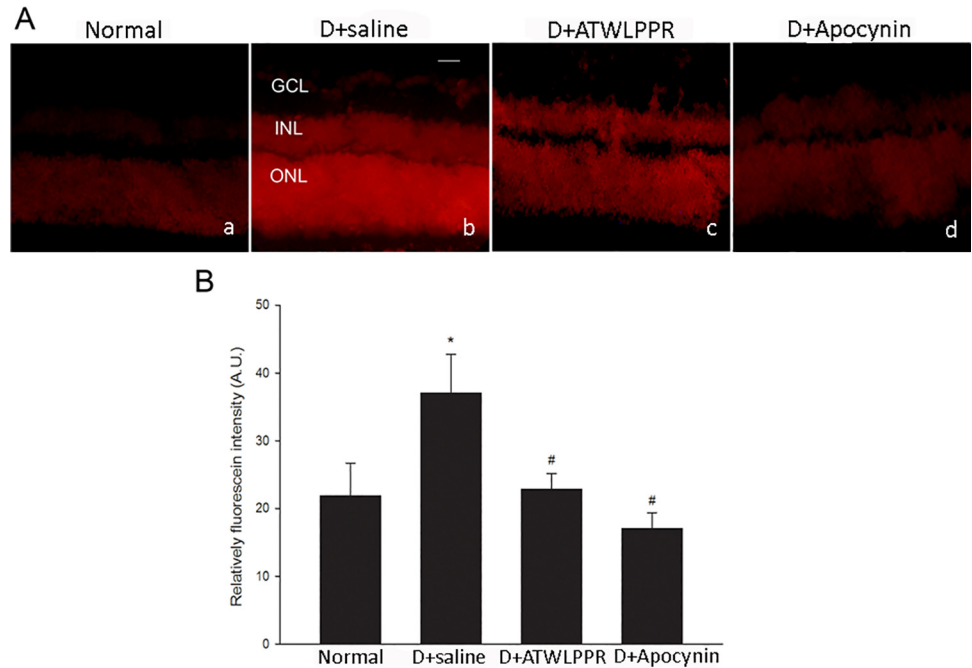 A
Normal D+saline D+ATWLPPR D+Apocynin
GCL
INL
ONL
a b c d
B
Relatively fluorescein intensity (A.U.)
50
40
30
20
10
0
*
#
#
Normal D+saline D+ATWLPPR D+Apocynin